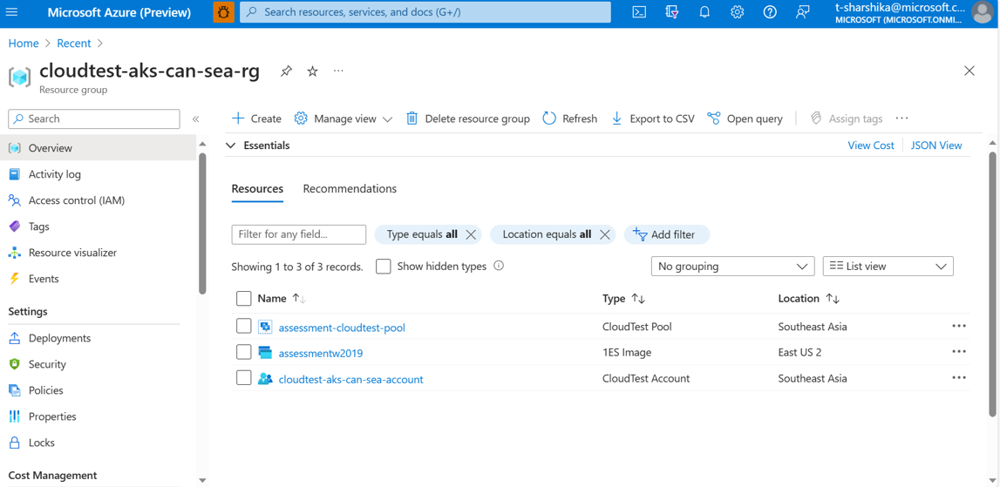 Microsoft Azure (Preview)
Search resources, services, and docs (G+/)
t-sharshika@microsoft.c...
MICROSOFT (MICROSOFT.ONMI...
Home > Recent >
cloudtest-aks-can-sea-rg
Resource group
Search
Create
Manage view
Delete resource group
Refresh
Export to CSV
Open query
Assign tags
Overview
Activity log
Access control (IAM)
Tags
Resource visualizer
Events
Settings
Deployments
Security
Policies
Properties
Locks
Cost Management
Essentials
View Cost
JSON View
Resources
Recommendations
Filter for any field...
Type equals all
Location equals all
Add filter
Showing 1 to 3 of 3 records.
Show hidden types
No grouping
List view
Name Type Location
assessment-cloudtest-pool CloudTest Pool Southeast Asia
assessmentw2019 1ES Image East US 2
cloudtest-aks-can-sea-account CloudTest Account Southeast Asia